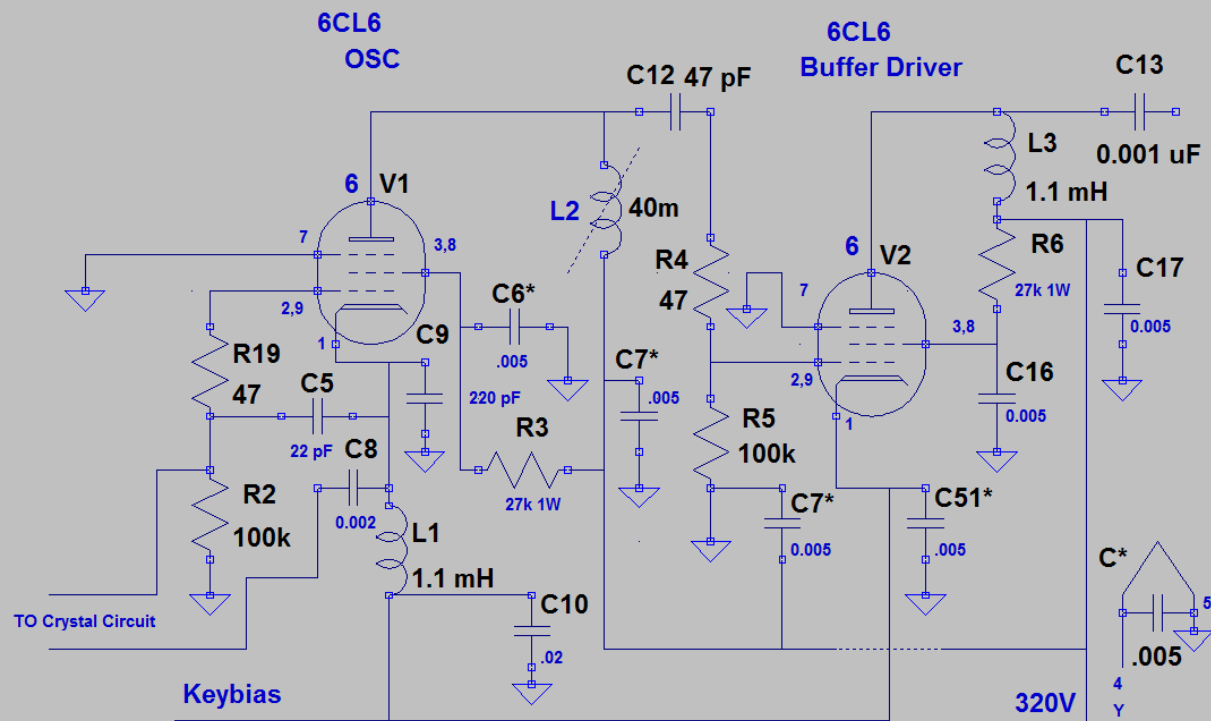 6CL6
OSC
6CL6
Buffer Driver
C12 47 pF
C13
0.001 uF
L3
1.1 mH
6
V1
7
3,8
2,9
1
L2
40m
R4
47
6
V2
7
3,8
2,9
1
R6
27k 1W
C17
0.005
C6*
.005
C9
220 pF
R19
47
C5
22 pF
C7*
.005
C16
0.005
R3
27k 1W
R5
100k
C8
0.002
R2
100k
L1
1.1 mH
C7*
0.005
C51*
.005
C*
5
.005
4
Y
TO Crystal Circuit
C10
.02
Keybias
320V